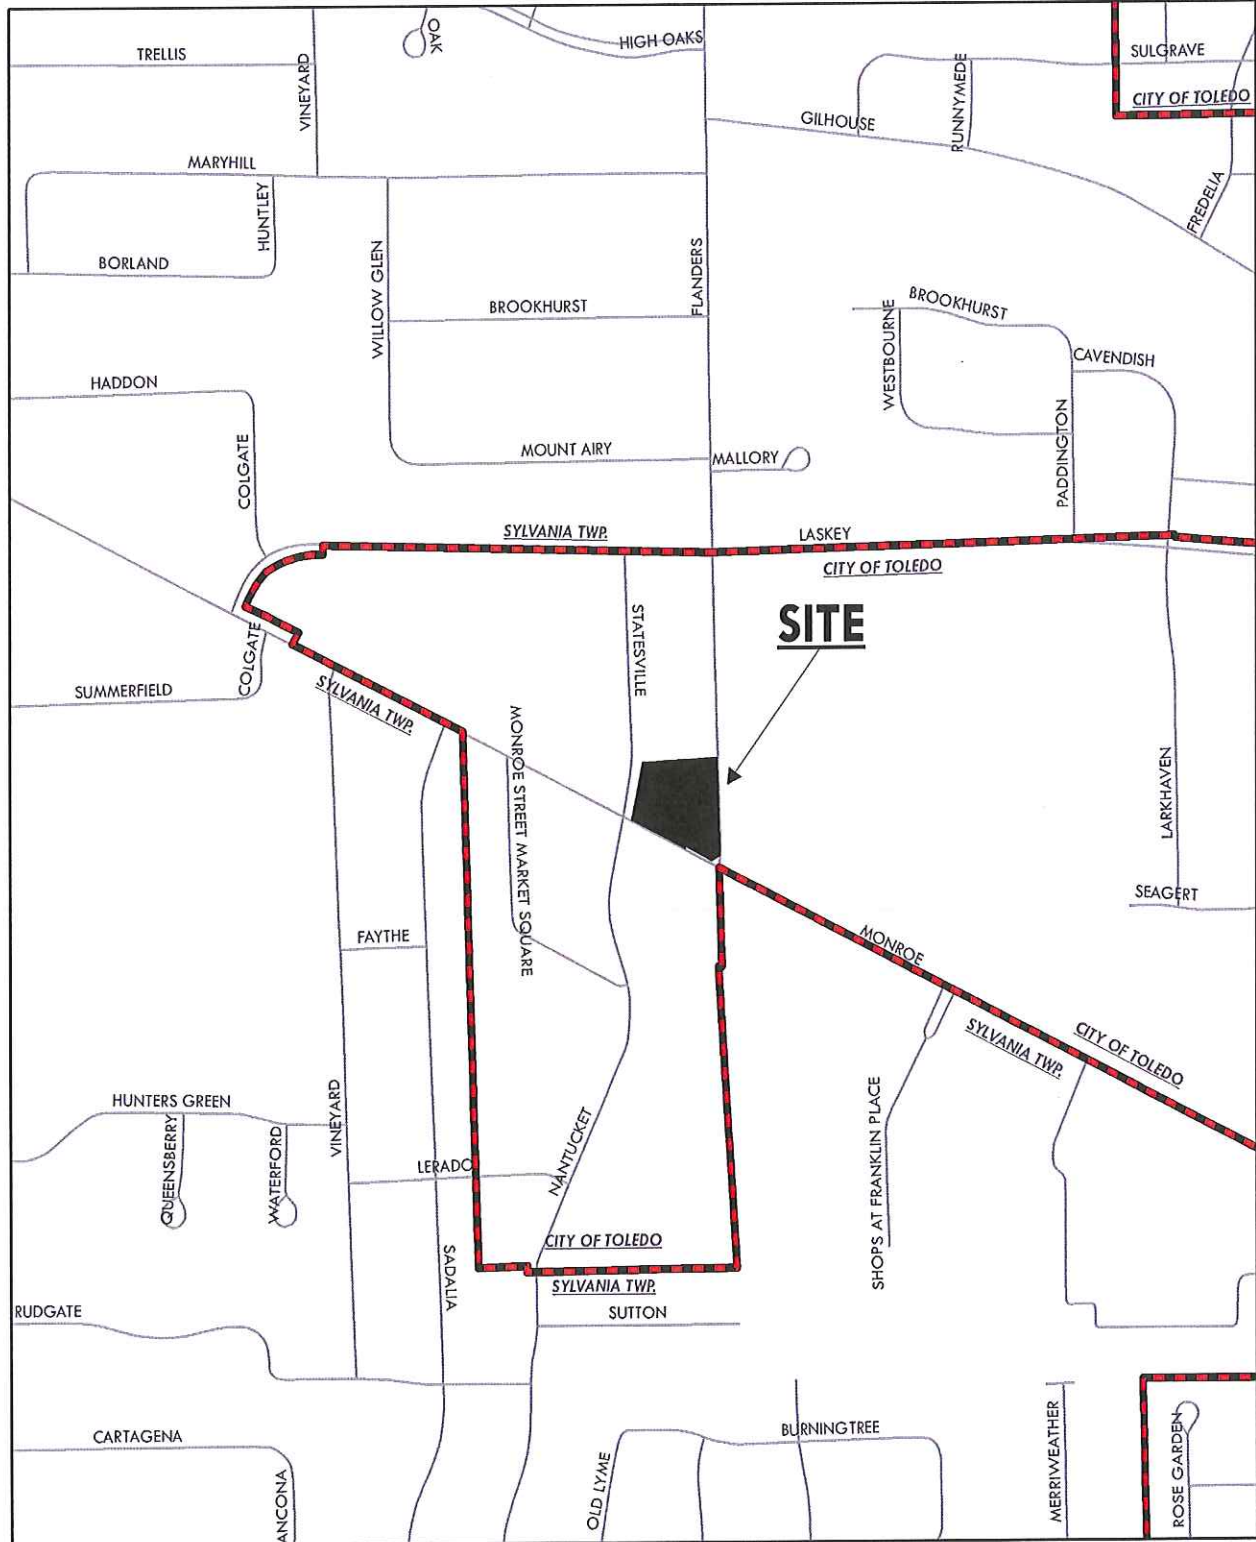 OAK
HIGH OAKS
TRELLIS
VINEYARD
SULGRAVE
RUNNYMEDE
CITY OF TOLEDO
GILHOUSE
MARYHILL
HUNTLEY
FREDELIA
BORLAND
WILLOW GLEN
FLANDERS
BROOKHURST
BROOKHURST
WESTBOURNE
CAVENDISH
HADDON
COLGATE
PADDINGTON
MOUNT AIRY
MALLORY
SYLVANIA TWP.
LASKEY
CITY OF TOLEDO
SITE
STATESVILLE
COLGATE
SUMMERFIELD
SYLVANIA TWP.
MONROE STREET MARKET SQUARE
LARKHAVEN
SEAGERT
FAYTHE
MONROE
SYLVANIA TWP.
CITY OF TOLEDO
HUNTERS GREEN
QUEENSBERRY
WATERFORD
VINEYARD
LERADO
NANTUCKET
SHOPS AT FRANKLIN PLACE
CITY OF TOLEDO
SYLVANIA TWP.
SADALIA
RUDGATE
SUTTON
CARTAGENA
ANCONA
OLD LYME
BURNINGTREE
MERRIWEATHER
ROSE GARDEN